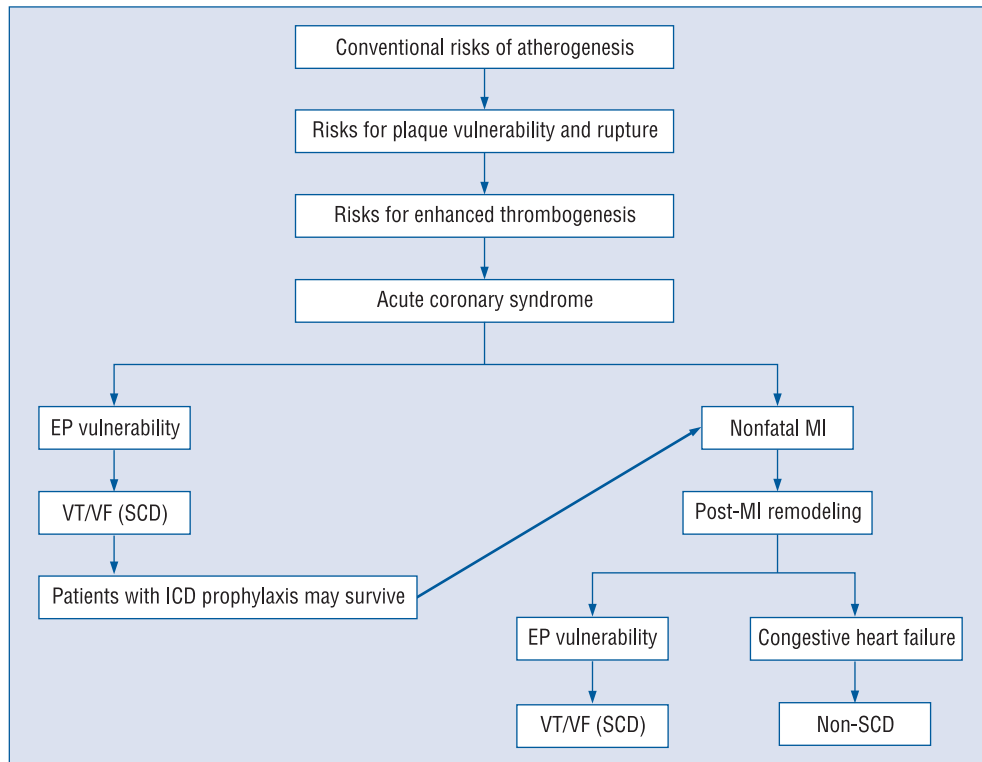 Conventional risks of atherogenesis
Risks for plaque vulnerability and rupture
Risks for enhanced thrombogenesis
Acute coronary syndrome
EP vulnerability
Nonfatal MI
VT/VF (SCD)
Post-MI remodeling
Patients with ICD prophylaxis may survive
EP vulnerability
Congestive heart failure
VT/VF (SCD)
Non-SCD